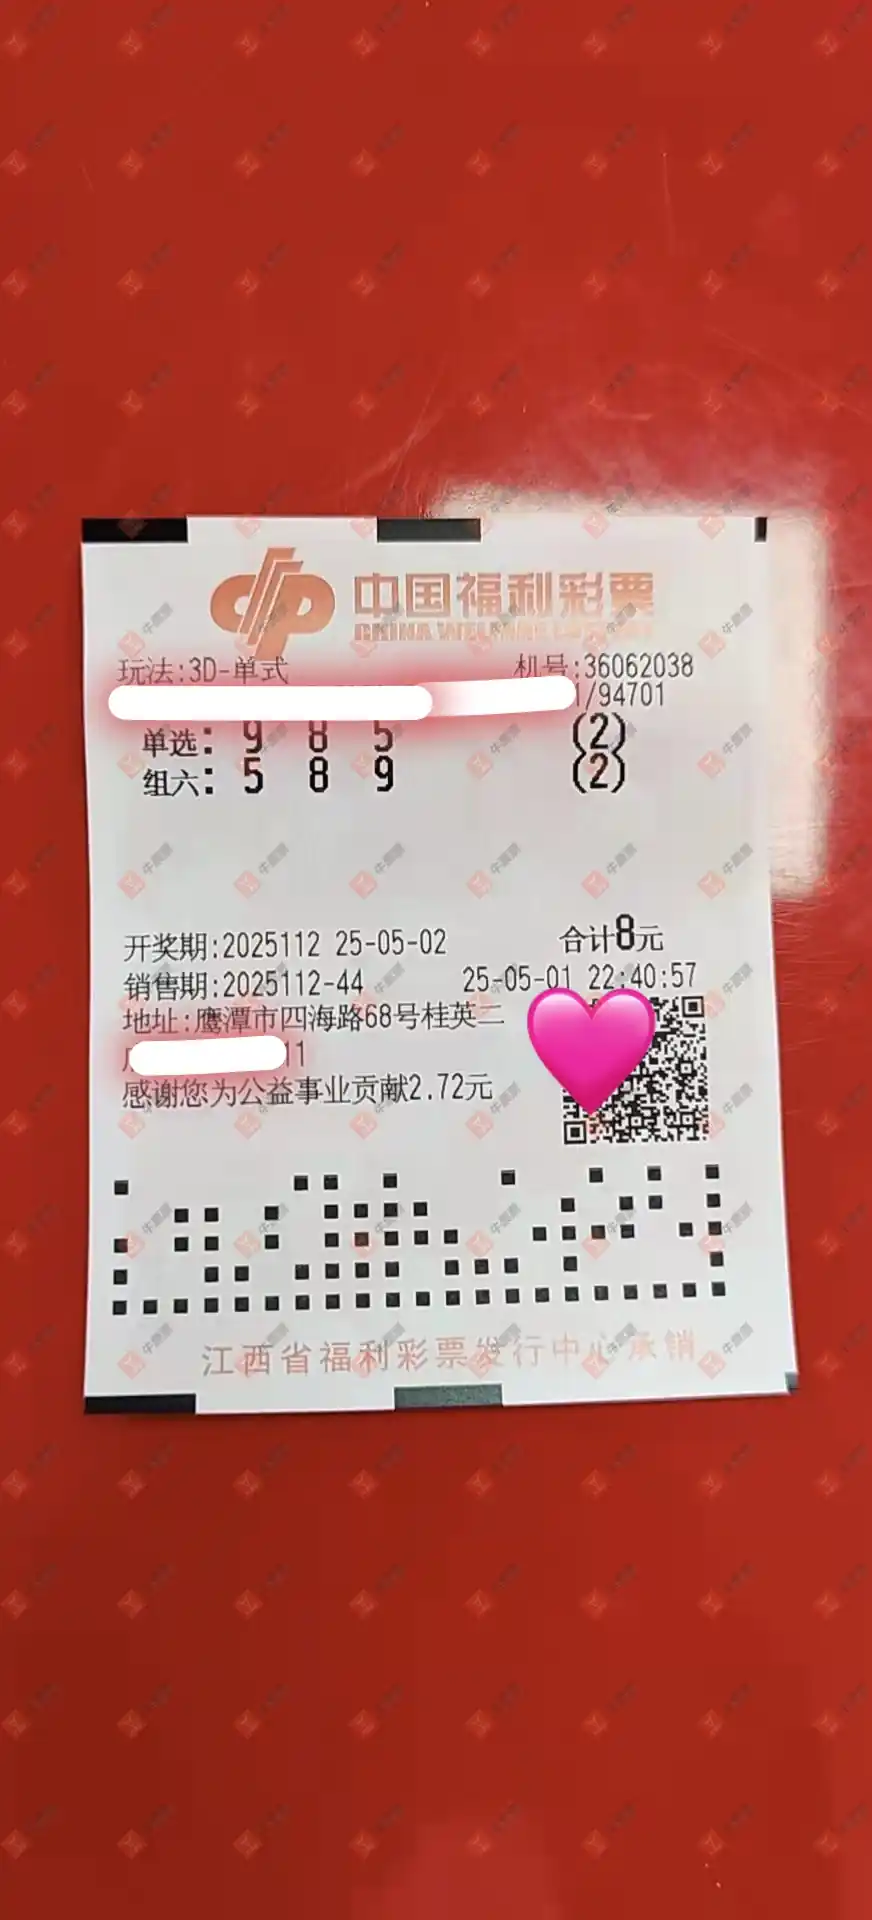 中国福利彩票
CHINA WELFARE LOTTERY
玩法:3D-单式 机号:36062038
1/94701
单选: 9 8 5 (2)
组六: 5 8 9 (2)
开奖期:2025112 25-05-02 合计8元
销售期:2025112-44 25-05-01 22:40:57
地址:鹰潭市四海路68号桂英二
11
感谢您为公益事业贡献2.72元
江西省福利彩票发行中心承销